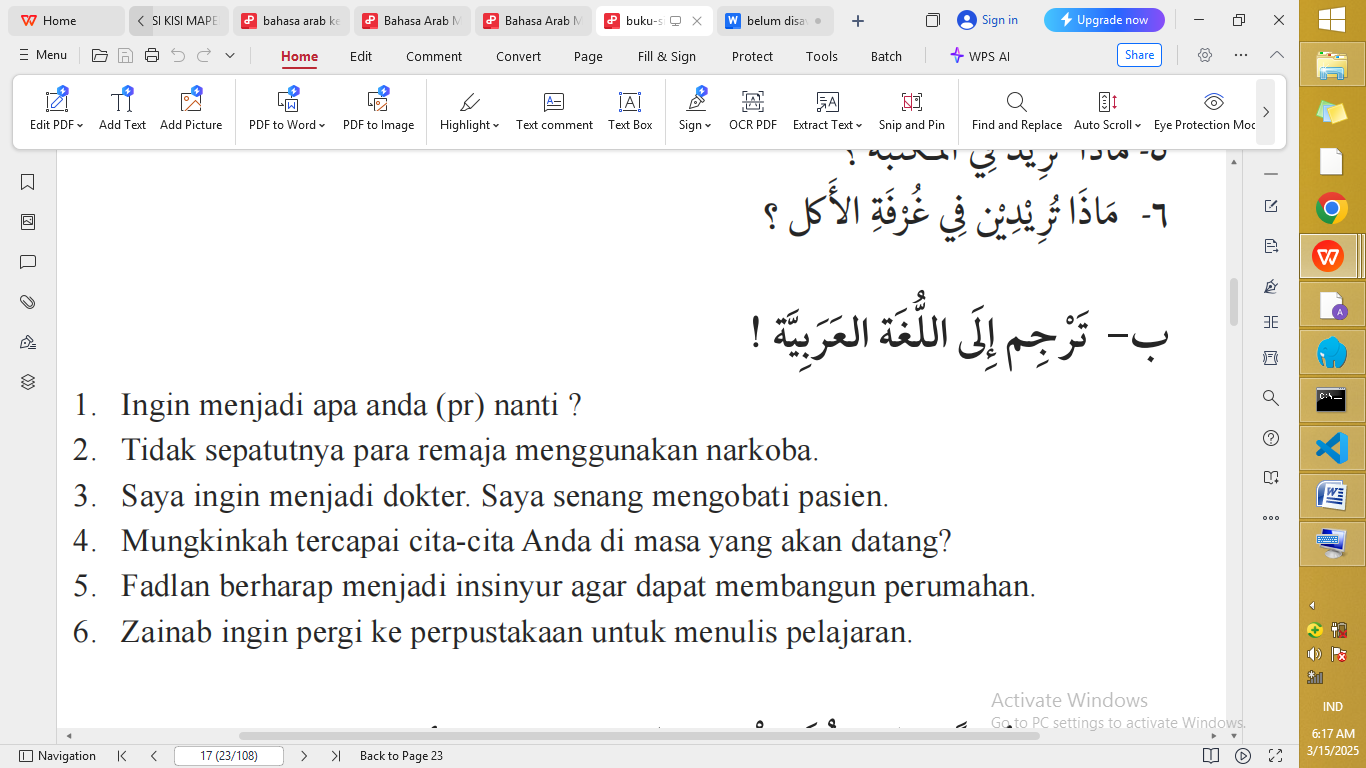 Home
SI KISI MAPE
bahasa arab ke
Bahasa Arab M
Bahasa Arab M
buku-si
belum disav
Sign in
Upgrade now
Menu
Home
Edit
Comment
Convert
Page
Fill & Sign
Protect
Tools
Batch
WPS AI
Share
Edit PDF
Add Text
Add Picture
PDF to Word
PDF to Image
Highlight
Text comment
Text Box
Sign
OCR PDF
Extract Text
Snip and Pin
Find and Replace
Auto Scroll
Eye Protection Mod
٥- مَاذَا تُرِيْدُ فِي المَكْتَبَة ؟
٦- مَاذَا تُرِيْدِيْن فِي غُرْفَةِ الأَكل ؟
ب– تَرْجِم إِلَى اللُّغَة العَرَبِيَّة !
1. Ingin menjadi apa anda (pr) nanti ?
2. Tidak sepatutnya para remaja menggunakan narkoba.
3. Saya ingin menjadi dokter. Saya senang mengobati pasien.
4. Mungkinkah tercapai cita-cita Anda di masa yang akan datang?
5. Fadlan berharap menjadi insinyur agar dapat membangun perumahan.
6. Zainab ingin pergi ke perpustakaan untuk menulis pelajaran.
Activate Windows
Go to PC settings to activate Windows.
Navigation
17 (23/108)
Back to Page 23
IND
6:17 AM
3/15/2025